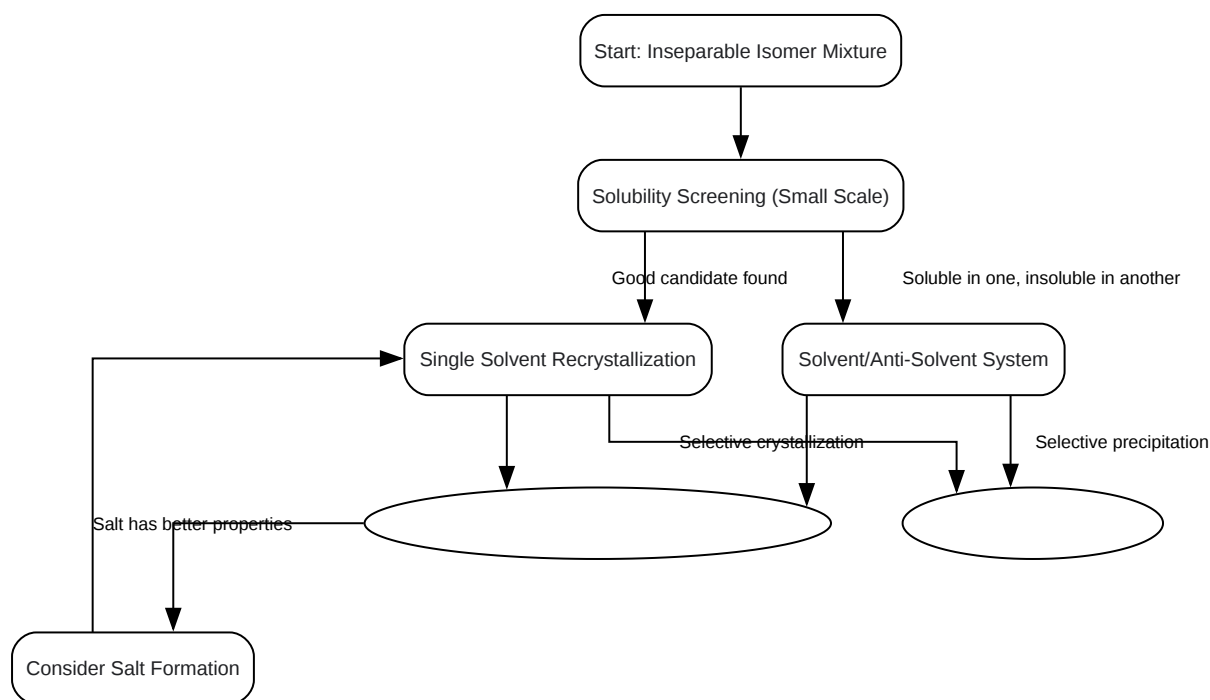 Start: Inseparable Isomer Mixture
Solubility Screening (Small Scale)
Good candidate found
Soluble in one, insoluble in another
Single Solvent Recrystallization
Solvent/Anti-Solvent System
Selective crystallization
Selective precipitation
Salt has better properties
Consider Salt Formation